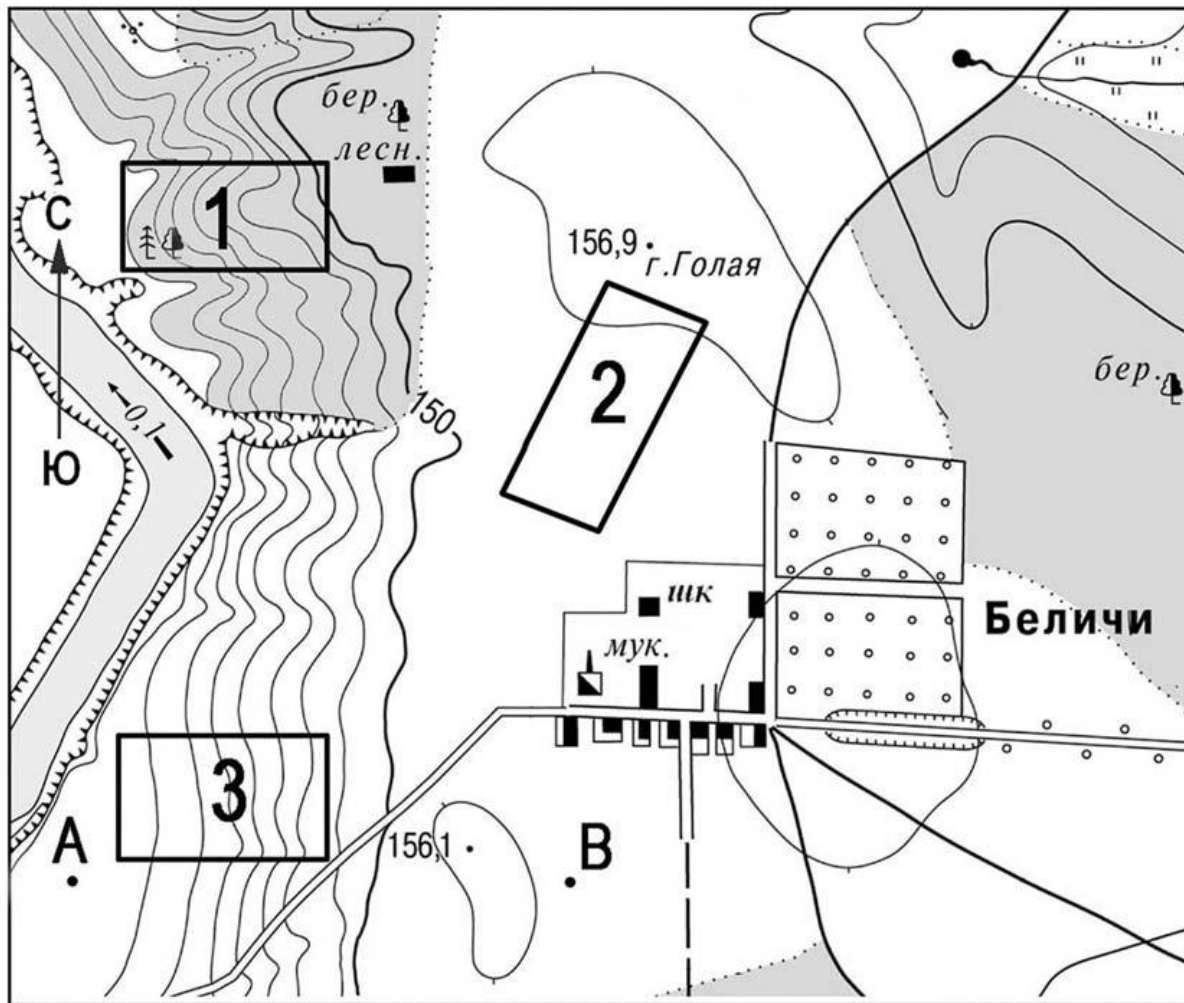 бер.
лесн.
С
1
156,9
г.Голая
бер.
2
150
0,1
Ю
шк
Беличи
мук.
3
А
156,1
В